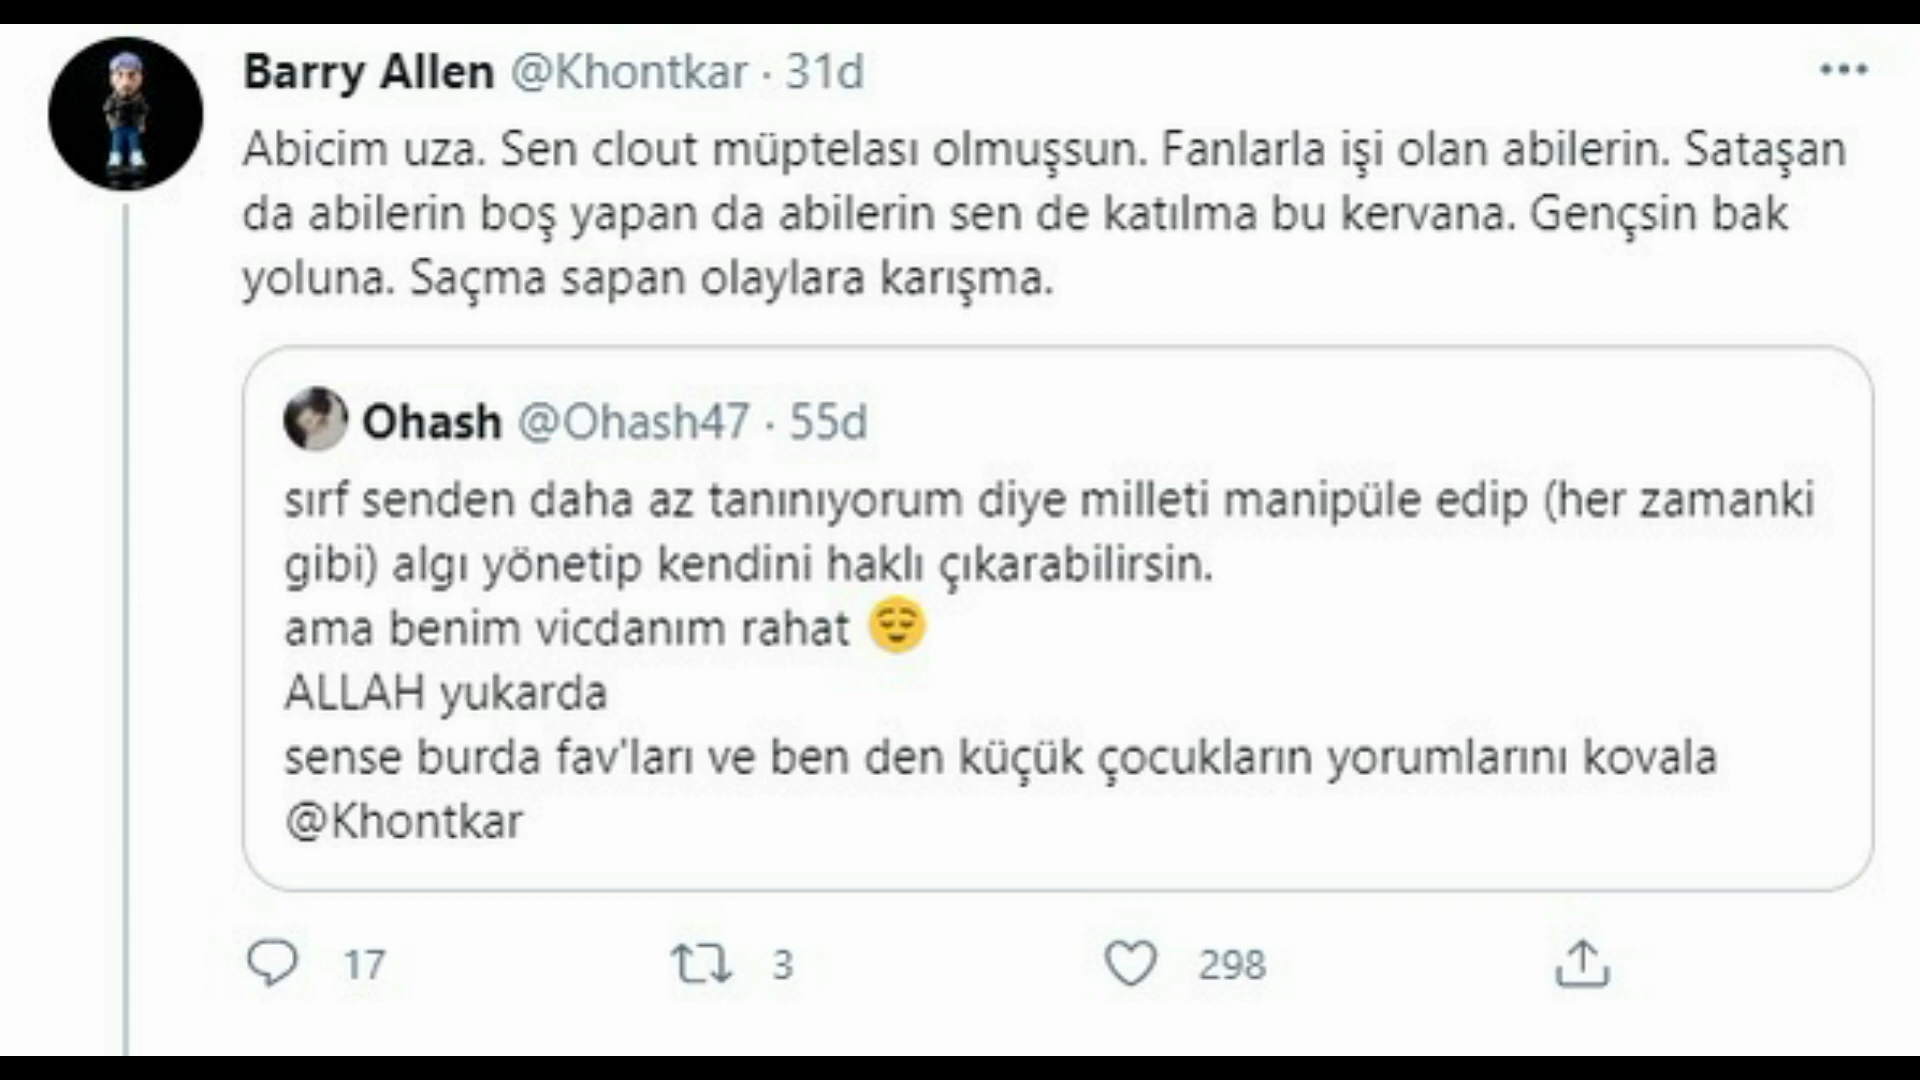 Barry Allen @Khontkar · 31d
Abicim uza. Sen clout müptelası olmuşsun. Fanlarla işi olan abilerin. Sataşan
da abilerin boş yapan da abilerin sen de katılma bu kervana. Gençsin bak
yoluna. Saçma sapan olaylara karışma.
Ohash @Ohash47 · 55d
sırf senden daha az tanınıyorum diye milleti manipüle edip (her zamanki
gibi) algı yönetip kendini haklı çıkarabilirsin.
ama benim vicdanım rahat 😌
ALLAH yukarda
sense burda fav'ları ve ben den küçük çocukların yorumlarını kovala
@Khontkar
17 3 298